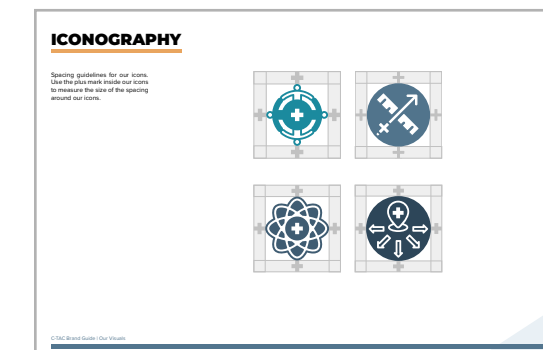 ICONOGRAPHY
Spacing guidelines for our icons.
Use the plus mark inside our icons
to measure the size of the spacing
around our icons.
C-TAC Brand Guide | Our Visuals